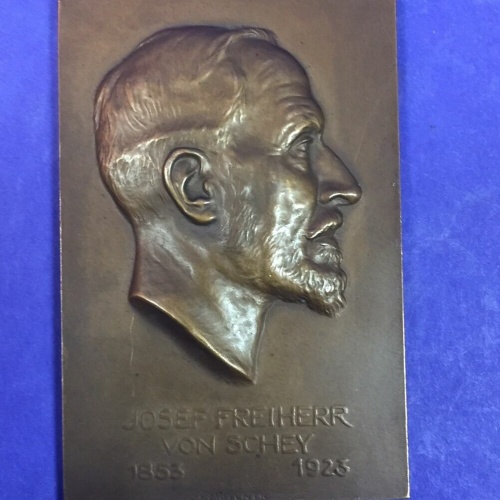 JOSEF FREIHERR
VON SCHEY
1853 1923